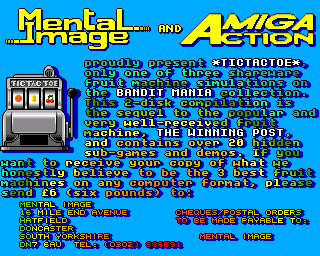 Mental Image AND AMIGA ACTION
proudly present *TICTACTOE*,
only one of three shareware
fruit machine simulations on
the BANDIT MANIA collection.
This 2-disk compilation is
the sequel to the popular and
very well-received fruit
machine, THE WINNING POST,
and contains over 20 hidden
sub-games and demos. If you
want to receive your copy of what we
honestly believe to be the 3 best fruit
machines on any computer format, please
send £6 (six pounds) to:
TICTACTOE
MENTAL IMAGE
16 MILE END AVENUE
HATFIELD
DONCASTER
SOUTH YORKSHIRE
DN7 6AU TEL: (0302)
CHEQUES/POSTAL ORDERS
TO BE MADE PAYABLE TO:
MENTAL IMAGE